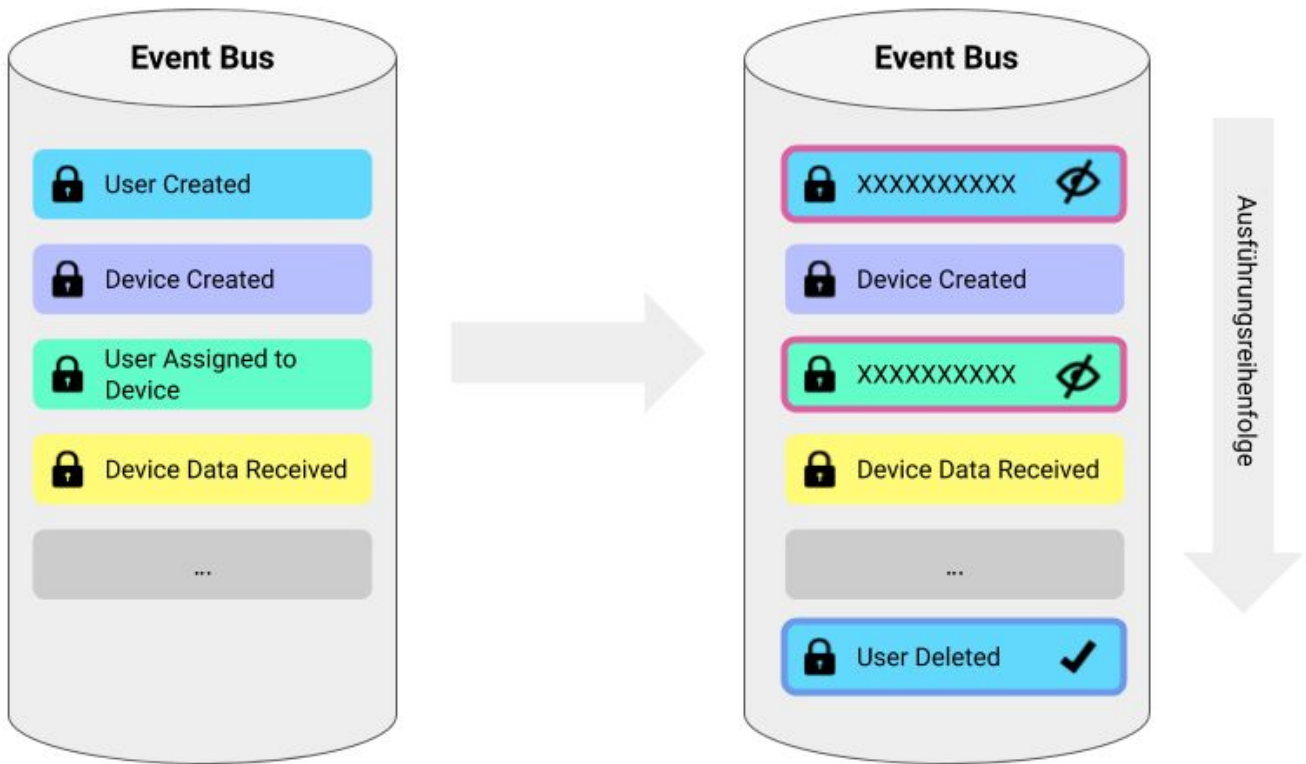 Event Bus
User Created
Device Created
User Assigned to
Device
Device Data Received
...
Event Bus
XXXXXXXXXX
Device Created
XXXXXXXXXX
Device Data Received
...
User Deleted
Ausführungsreihenfolge